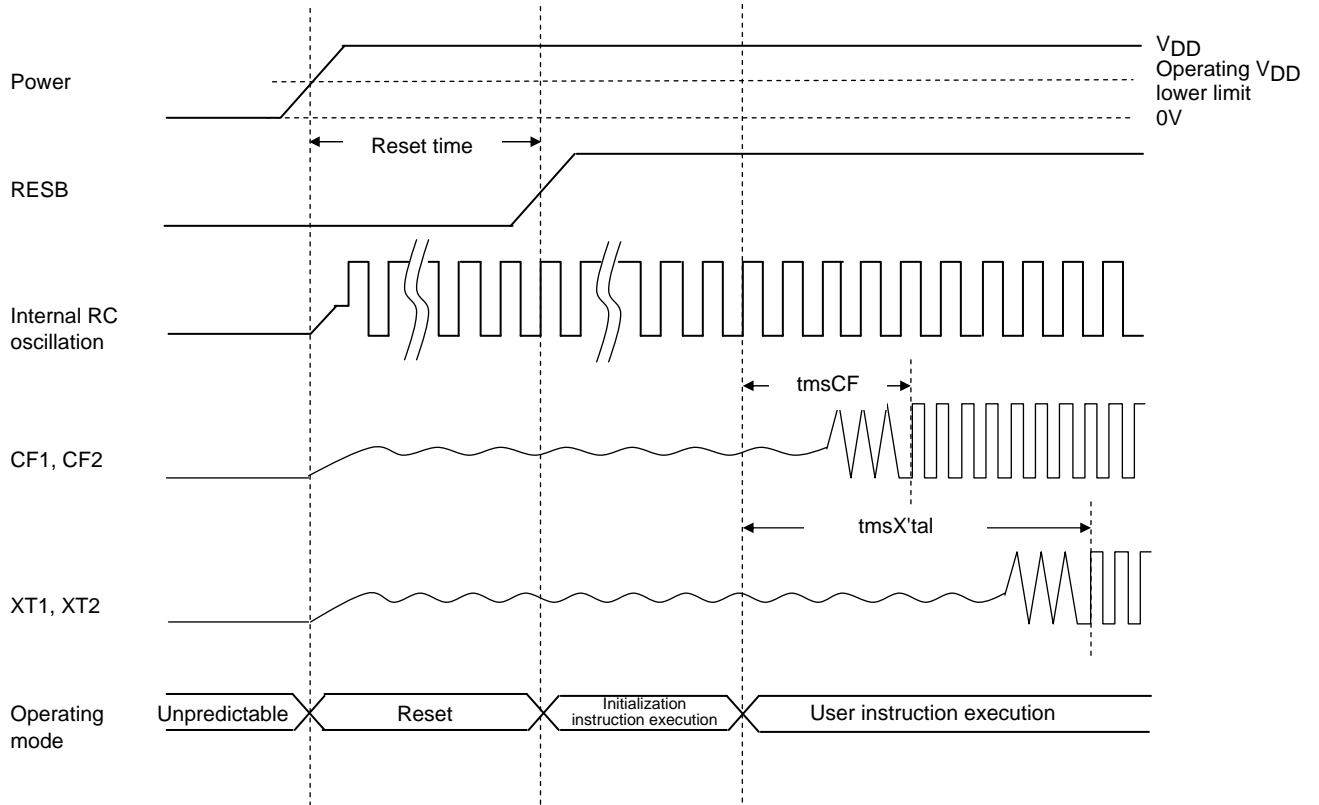 VDD
Power
Operating VDD
lower limit
0V
Reset time
RESB
Internal RC
oscillation
tmsCF
CF1, CF2
tmsX'tal
XT1, XT2
Operating
mode
Unpredictable
Reset
Initialization
instruction execution
User instruction execution